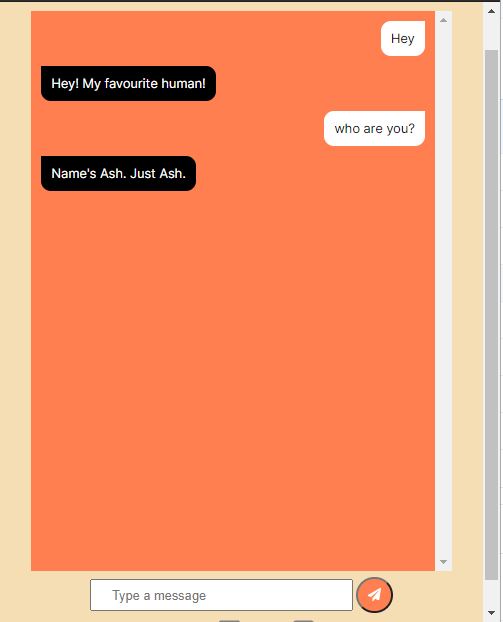 Hey
Hey! My favourite human!
who are you?
Name's Ash. Just Ash.
Type a message